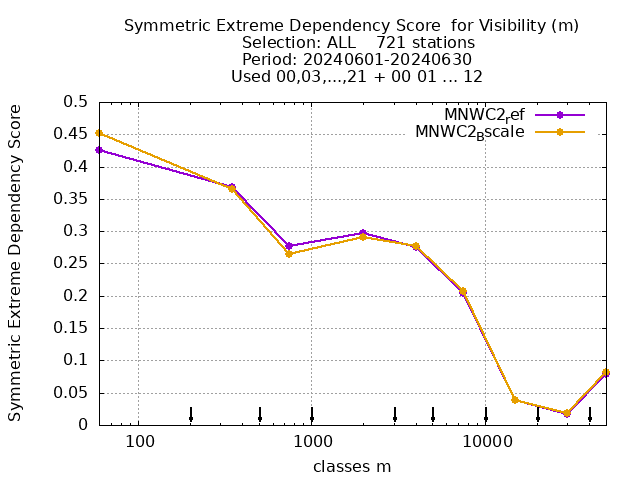 Symmetric Extreme Dependency Score  for Visibility (m)
Selection: ALL    721 stations
Period: 20240601-20240630
Used 00,03,...,21 + 00 01 ... 12
Symmetric Extreme Dependency Score
0.5
0.45
0.4
0.35
0.3
0.25
0.2
0.15
0.1
0.05
0
MNWC2ref
MNWC2Bscale
100
1000
10000
classes m